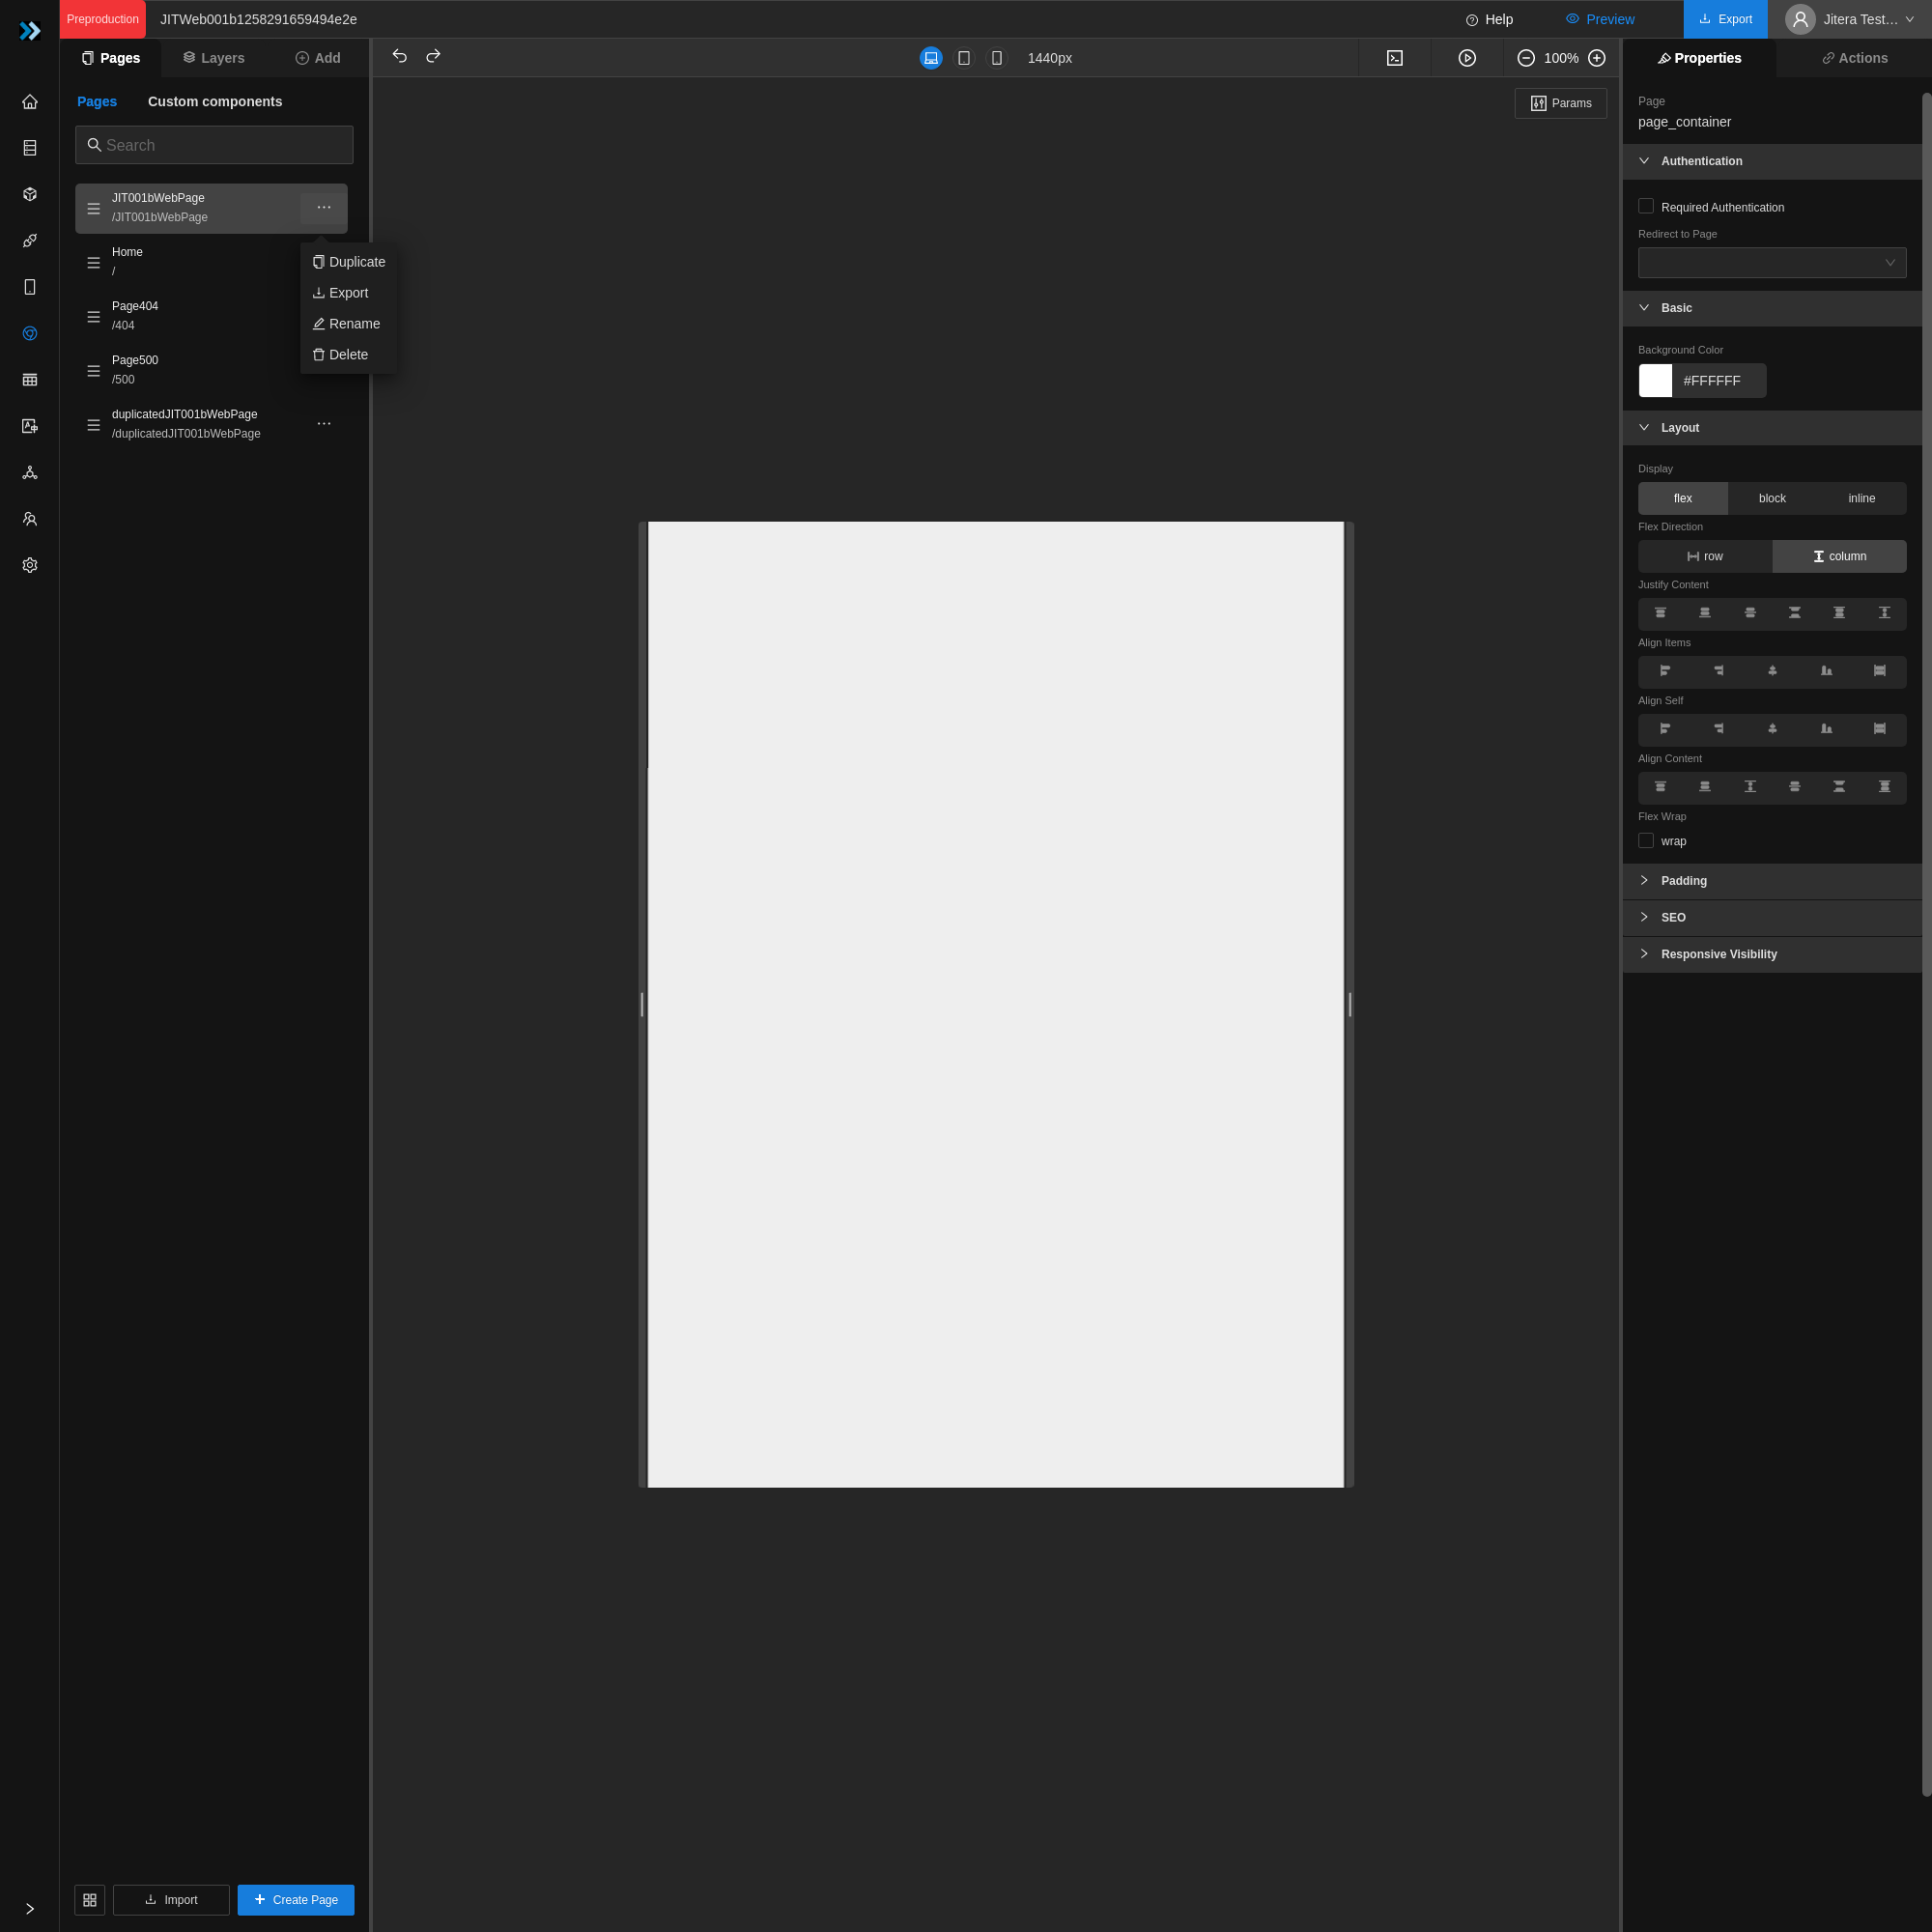 Preproduction
JITWeb001b1258291659494e2e
Help
Preview
Export
Jitera Test…
Pages
Layers
Add
1440px
100%
Properties
Actions
Pages
Custom components
Search
JIT001bWebPage
/JIT001bWebPage
Home
/
Page404
/404
Page500
/500
duplicatedJIT001bWebPage
/duplicatedJIT001bWebPage
Duplicate
Export
Rename
Delete
Import
Create Page
Params
Page
page_container
Authentication
Required Authentication
Redirect to Page
Basic
Background Color
#FFFFFF
Layout
Display
flex
block
inline
Flex Direction
row
column
Justify Content
Align Items
Align Self
Align Content
Flex Wrap
wrap
Padding
SEO
Responsive Visibility